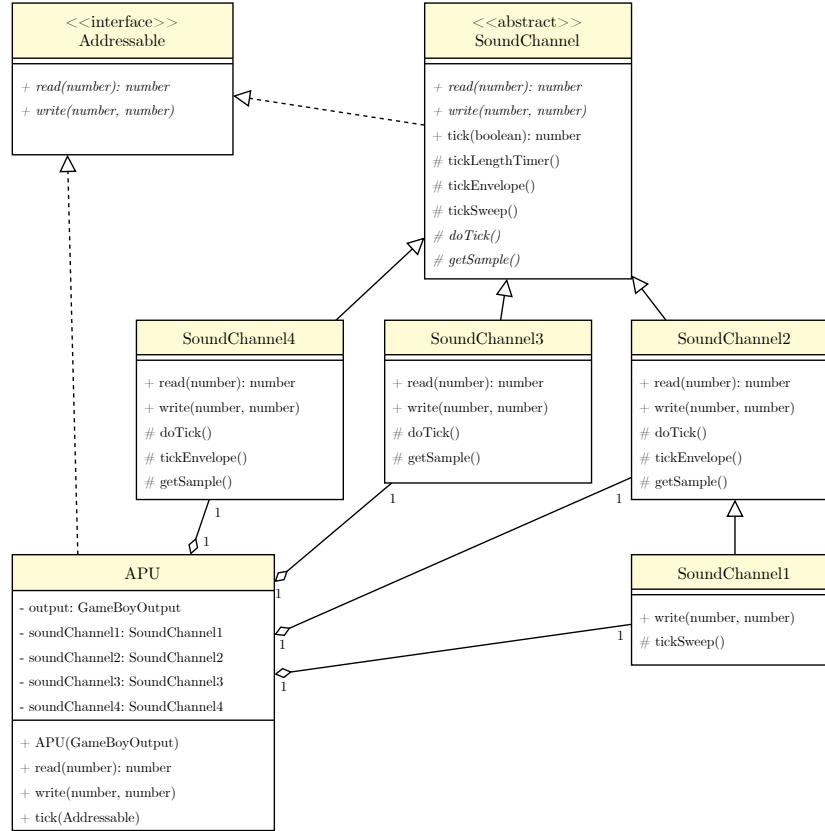 <<interface>>
Addressable
+ read(number): number
+ write(number, number)
<<abstract>>
SoundChannel
+ read(number): number
+ write(number, number)
+ tick(boolean): number
# tickLengthTimer()
# tickEnvelope()
# tickSweep()
# doTick()
# getSample()
SoundChannel4
+ read(number): number
+ write(number, number)
# doTick()
# tickEnvelope()
# getSample()
SoundChannel3
+ read(number): number
+ write(number, number)
# doTick()
# getSample()
SoundChannel2
+ read(number): number
+ write(number, number)
# doTick()
# tickEnvelope()
# getSample()
1
1
1
1
1
1
1
1
APU
- output: GameBoyOutput
- soundChannel1: SoundChannel1
- soundChannel2: SoundChannel2
- soundChannel3: SoundChannel3
- soundChannel4: SoundChannel4
+ APU(GameBoyOutput)
+ read(number): number
+ write(number, number)
+ tick(Addressable)
SoundChannel1
+ write(number, number)
# tickSweep()